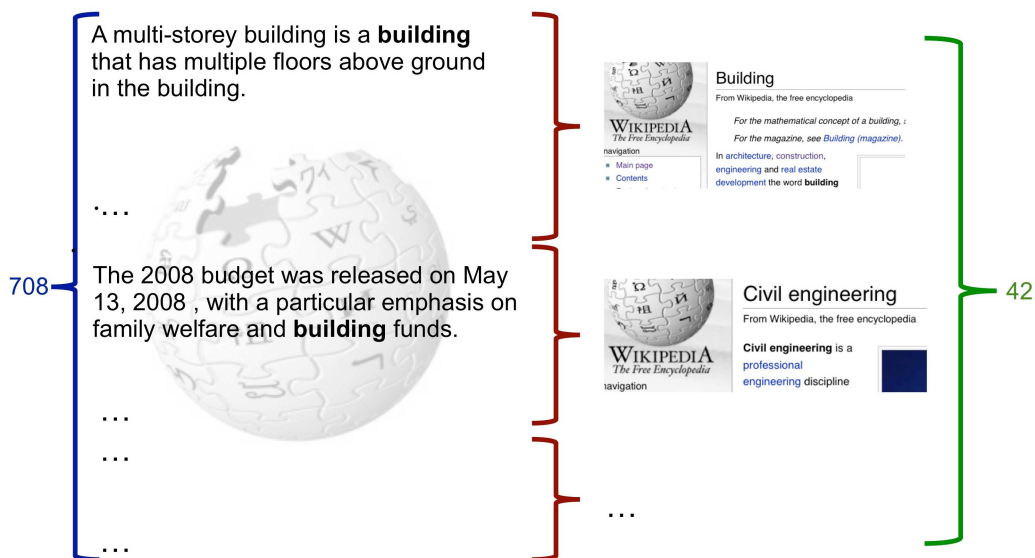 A multi-storey building is a building
that has multiple floors above ground
in the building.
·...
708
The 2008 budget was released on May
13, 2008 , with a particular emphasis on
family welfare and building funds.
...
...
...
WIKIPEDIA
The Free Encyclopedia
navigation
Main page
Contents
Building
From Wikipedia, the free encyclopedia
For the mathematical concept of a building,
For the magazine, see Building (magazine).
In architecture, construction,
engineering and real estate
development the word building
WIKIPEDIA
The Free Encyclopedia
navigation
Civil engineering
From Wikipedia, the free encyclopedia
Civil engineering is a
professional
engineering discipline
...
42